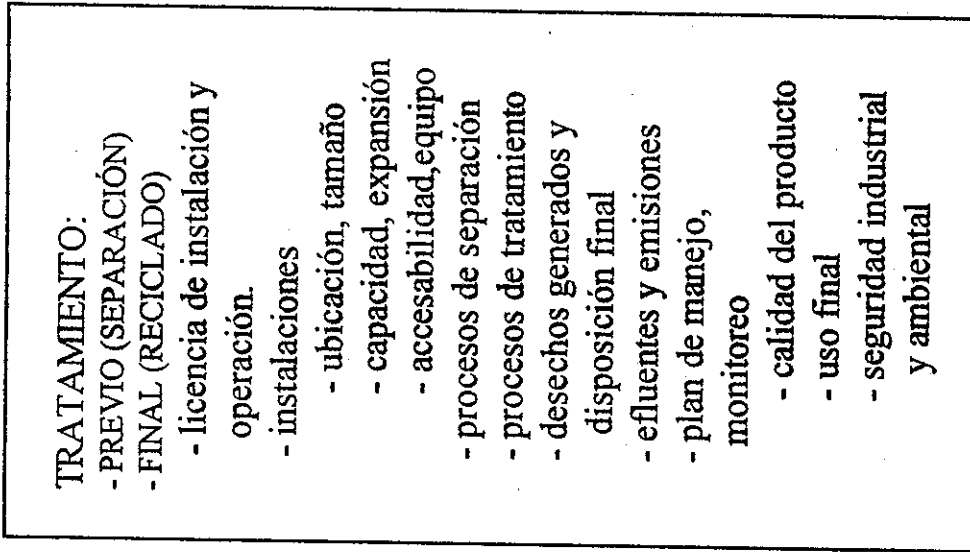 TRATAMIENTO:
- PREVIO (SEPARACIÓN)
- FINAL (RECICLADO)
- licencia de instalación y
operación.
- instalaciones
- ubicación, tamaño
- capacidad, expansión
- accesabilidad,equipo
- procesos de separación
- procesos de tratamiento
- desechos generados y
disposición final
- efluentes y emisiones
- plan de manejo,
monitoreo
- calidad del producto
- uso final
- seguridad industrial
y ambiental